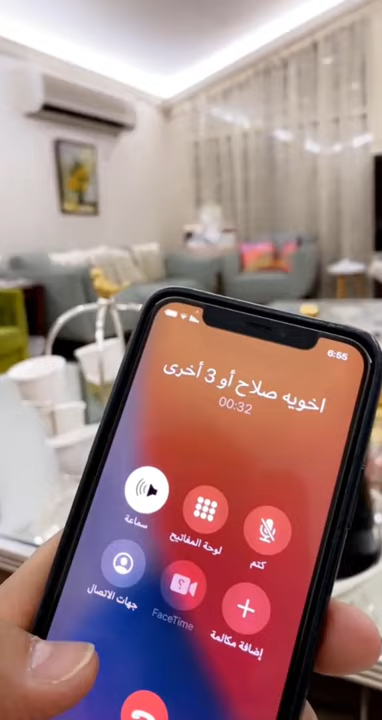 6:55
اخويه صلاح أو 3 أخرى
00:32
كتم
لوحة المفاتيح
سماعة
إضافة مكالمة
FaceTime
جهات الاتصال